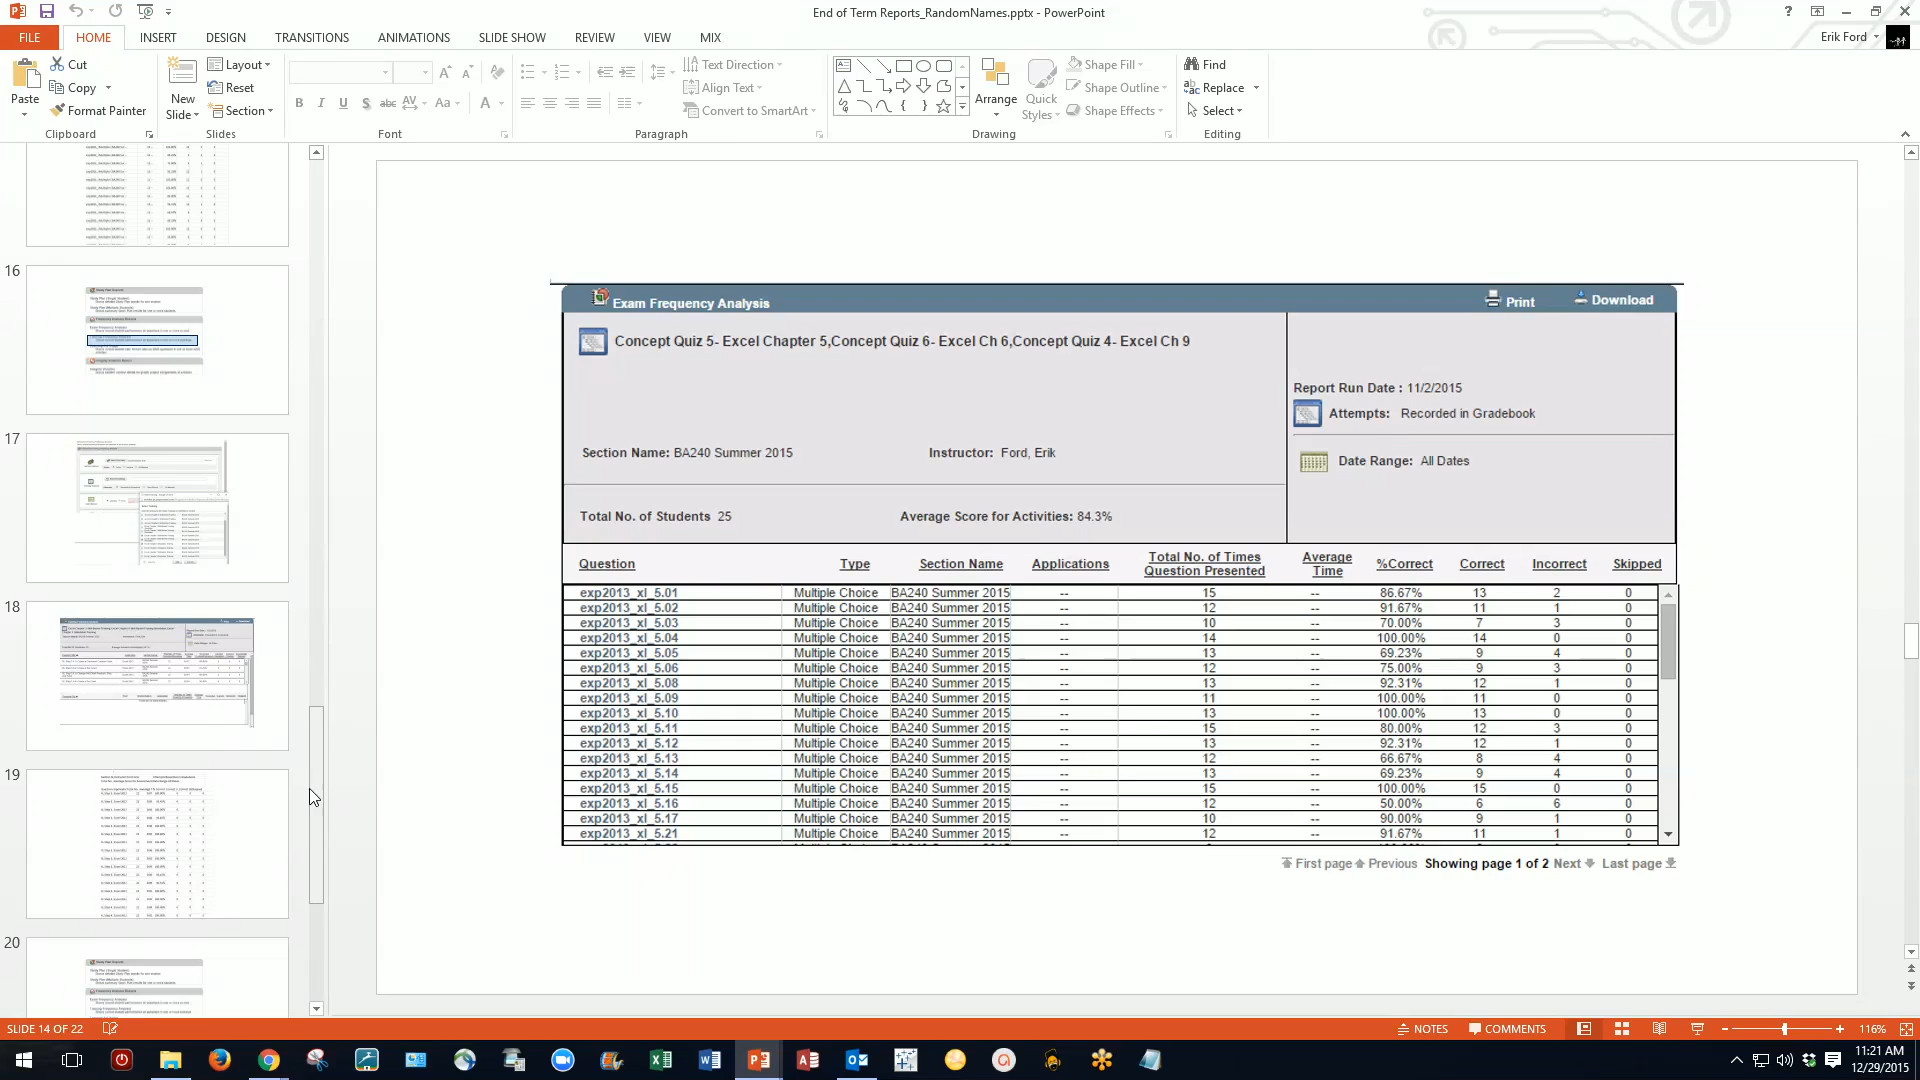 End of Term Reports_RandomNames.pptx - PowerPoint
FILE HOME INSERT DESIGN TRANSITIONS ANIMATIONS SLIDE SHOW REVIEW VIEW MIX Erik Ford
Paste Cut Copy Format Painter Clipboard
New Slide Layout Reset Section Slides
Font
Text Direction Align Text Convert to SmartArt Paragraph
Arrange Quick Styles Shape Fill Shape Outline Shape Effects Drawing
Find Replace Select Editing
16
17
18
19
20
Exam Frequency Analysis Print Download
Concept Quiz 5- Excel Chapter 5,Concept Quiz 6- Excel Ch 6,Concept Quiz 4- Excel Ch 9
Report Run Date : 11/2/2015
Attempts: Recorded in Gradebook
Section Name: BA240 Summer 2015 Instructor: Ford, Erik
Date Range: All Dates
Total No. of Students 25 Average Score for Activities: 84.3%
Question Type Section Name Applications Total No. of Times Question Presented Average Time %Correct Correct Incorrect Skipped
exp2013_xl_5.01 Multiple Choice BA240 Summer 2015 -- 15 -- 86.67% 13 2 0
exp2013_xl_5.02 Multiple Choice BA240 Summer 2015 -- 12 -- 91.67% 11 1 0
exp2013_xl_5.03 Multiple Choice BA240 Summer 2015 -- 10 -- 70.00% 7 3 0
exp2013_xl_5.04 Multiple Choice BA240 Summer 2015 -- 14 -- 100.00% 14 0 0
exp2013_xl_5.05 Multiple Choice BA240 Summer 2015 -- 13 -- 69.23% 9 4 0
exp2013_xl_5.06 Multiple Choice BA240 Summer 2015 -- 12 -- 75.00% 9 3 0
exp2013_xl_5.08 Multiple Choice BA240 Summer 2015 -- 13 -- 92.31% 12 1 0
exp2013_xl_5.09 Multiple Choice BA240 Summer 2015 -- 11 -- 100.00% 11 0 0
exp2013_xl_5.10 Multiple Choice BA240 Summer 2015 -- 13 -- 100.00% 13 0 0
exp2013_xl_5.11 Multiple Choice BA240 Summer 2015 -- 15 -- 80.00% 12 3 0
exp2013_xl_5.12 Multiple Choice BA240 Summer 2015 -- 13 -- 92.31% 12 1 0
exp2013_xl_5.13 Multiple Choice BA240 Summer 2015 -- 12 -- 66.67% 8 4 0
exp2013_xl_5.14 Multiple Choice BA240 Summer 2015 -- 13 -- 69.23% 9 4 0
exp2013_xl_5.15 Multiple Choice BA240 Summer 2015 -- 15 -- 100.00% 15 0 0
exp2013_xl_5.16 Multiple Choice BA240 Summer 2015 -- 12 -- 50.00% 6 6 0
exp2013_xl_5.17 Multiple Choice BA240 Summer 2015 -- 10 -- 90.00% 9 1 0
exp2013_xl_5.21 Multiple Choice BA240 Summer 2015 -- 12 -- 91.67% 11 1 0
First page Previous Showing page 1 of 2 Next Last page
SLIDE 14 OF 22 NOTES COMMENTS 116%
11:21 AM
12/29/2015